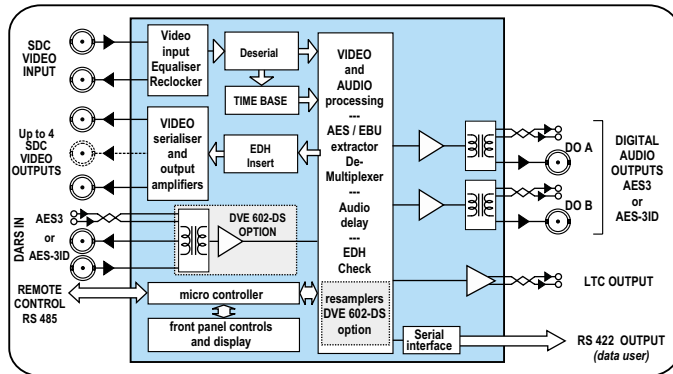 SDC
VIDEO
INPUT
Video
input
Equaliser
Reclocker
Deserial
TIME BASE
VIDEO
and
AUDIO
processing
---
AES / EBU
extractor
De-
Multiplexer
---
Audio
delay
---
EDH
Check
resamplers
DVE 602-DS
option
Up to 4
SDC
VIDEO
OUTPUTS
VIDEO
serialiser
and
output
amplifiers
EDH
Insert
DARS IN
AES3
or
AES-3ID
DVE 602-DS
OPTION
REMOTE
CONTROL
RS 485
micro controller
front panel controls
and display
DO A
DO B
DIGITAL
AUDIO
OUTPUTS
AES3
or
AES-3ID
LTC OUTPUT
Serial
interface
RS 422 OUTPUT
(data user)